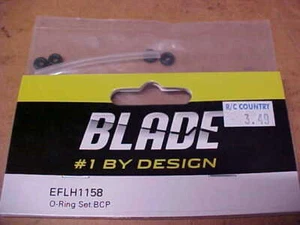 R/C COUNTRY
3.49
BLADE
#1 BY DESIGN
EFLH1158
O-Ring Set:BCP